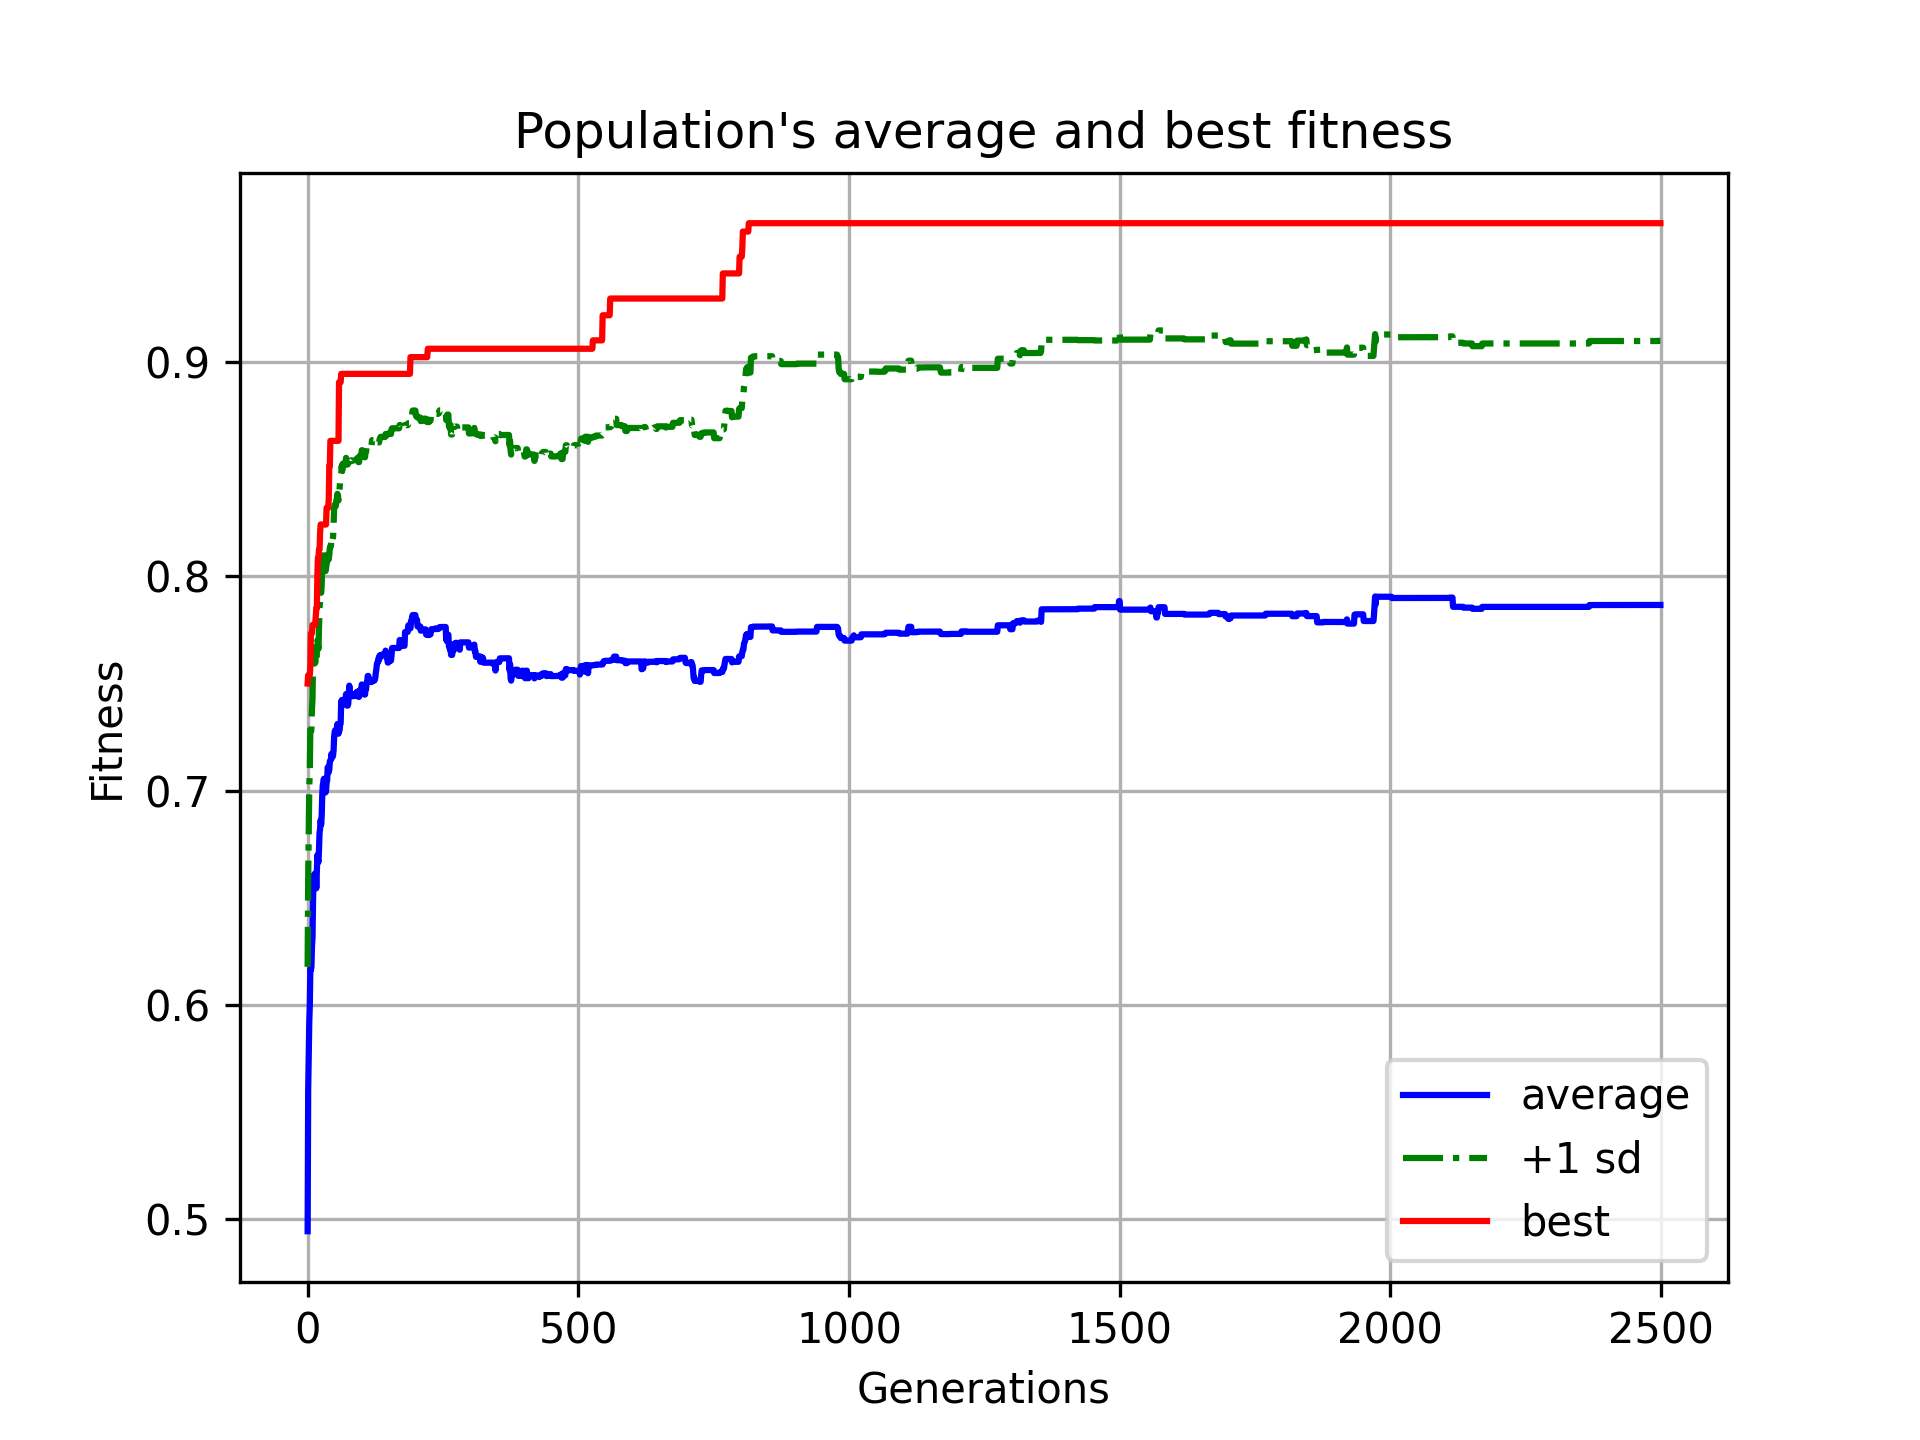 Population's average and best fitness
Fitness
0.9
0.8
0.7
0.6
0.5
0
500
1000
1500
2000
2500
Generations
average
+1 sd
best